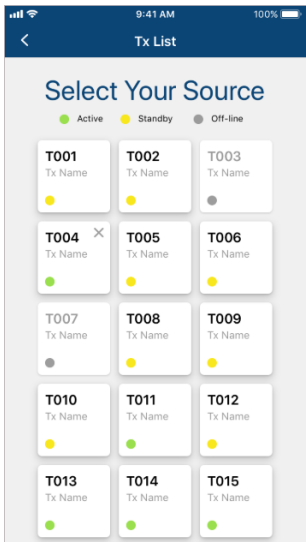 9:41 AM 100%
Tx List
Select Your Source
Active Standby Off-line
T001 T002 T003
Tx Name Tx Name Tx Name
T004 T005 T006
Tx Name Tx Name Tx Name
T007 T008 T009
Tx Name Tx Name Tx Name
T010 T011 T012
Tx Name Tx Name Tx Name
T013 T014 T015
Tx Name Tx Name Tx Name